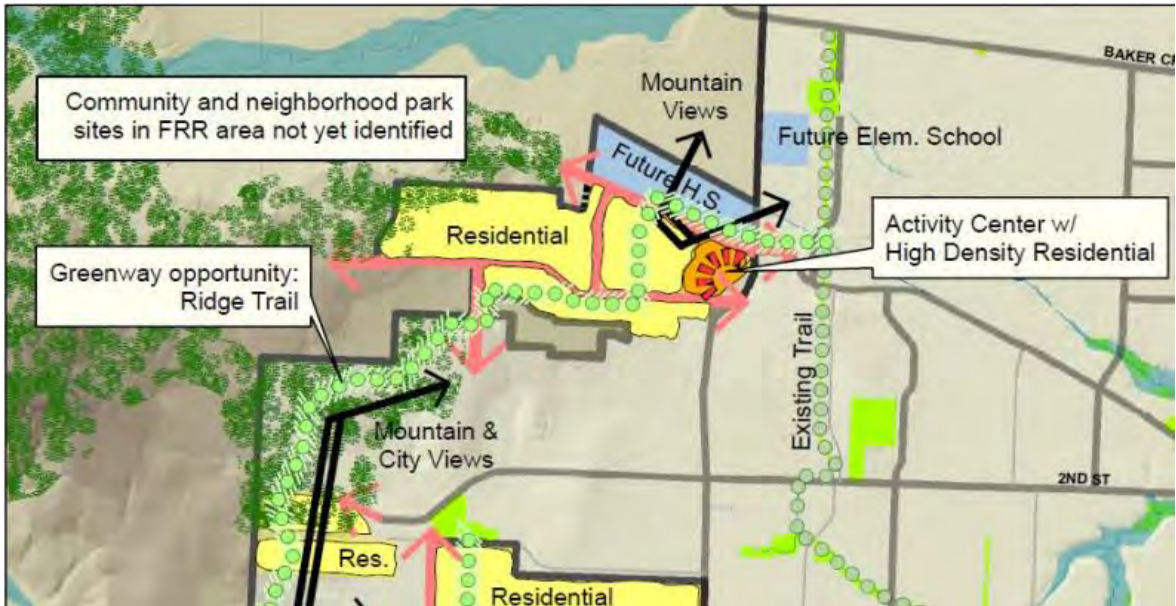 BAKER CR
Mountain
Views
Community and neighborhood park
sites in FRR area not yet identified
Future Elem. School
Future H.S.
Activity Center w/
High Density Residential
Residential
Greenway opportunity:
Ridge Trail
Existing Trail
Mountain &
City Views
2ND ST
Res.
Residential